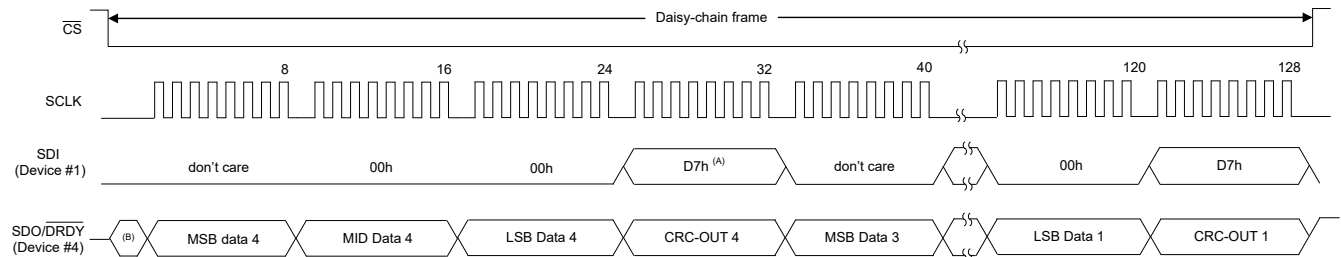 Daisy-chain frame
CS
8 16 24 32 40 120 128
SCLK
SDI
(Device #1)
don't care 00h 00h D7h (A) don't care 00h D7h
SDO/DRDY
(Device #4)
(B) MSB data 4 MID Data 4 LSB Data 4 CRC-OUT 4 MSB Data 3 LSB Data 1 CRC-OUT 1